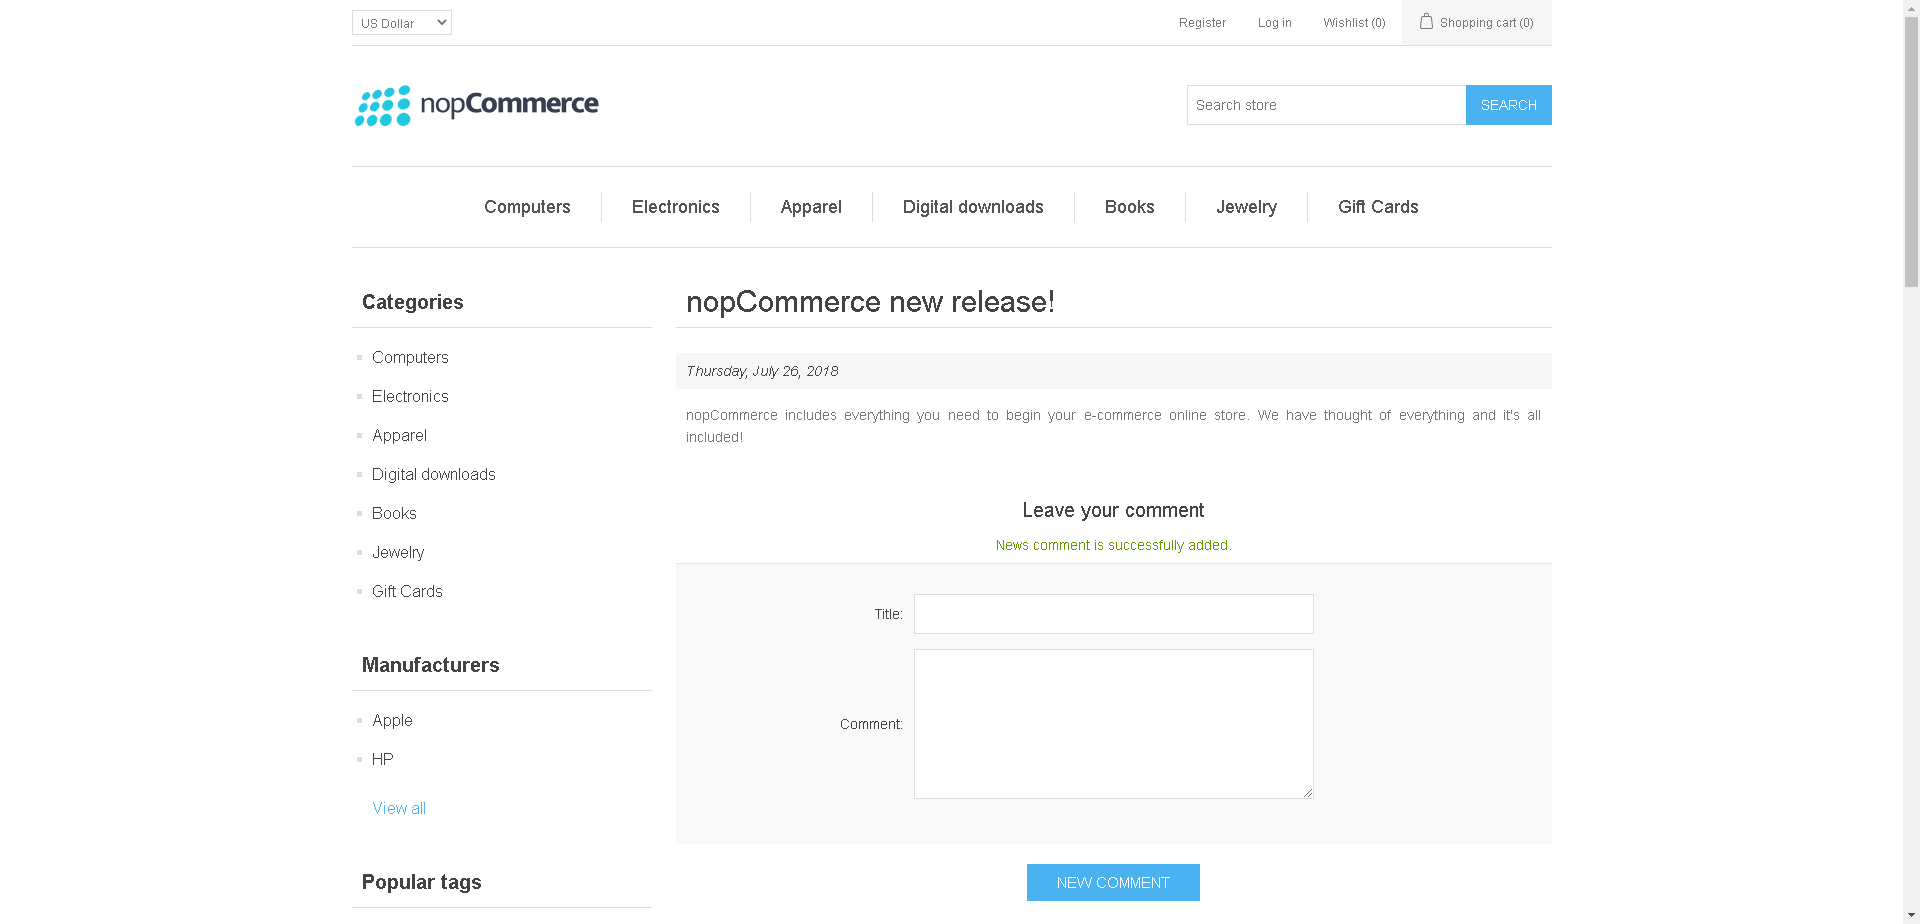 US Dollar
Register
Log in
Wishlist (0)
Shopping cart (0)
nopCommerce
Search store
SEARCH
Computers
Electronics
Apparel
Digital downloads
Books
Jewelry
Gift Cards
Categories
Computers
Electronics
Apparel
Digital downloads
Books
Jewelry
Gift Cards
Manufacturers
Apple
HP
View all
Popular tags
nopCommerce new release!
Thursday, July 26, 2018
nopCommerce includes everything you need to begin your e-commerce online store. We have thought of everything and it's all
included!
Leave your comment
News comment is successfully added.
Title:
Comment:
NEW COMMENT